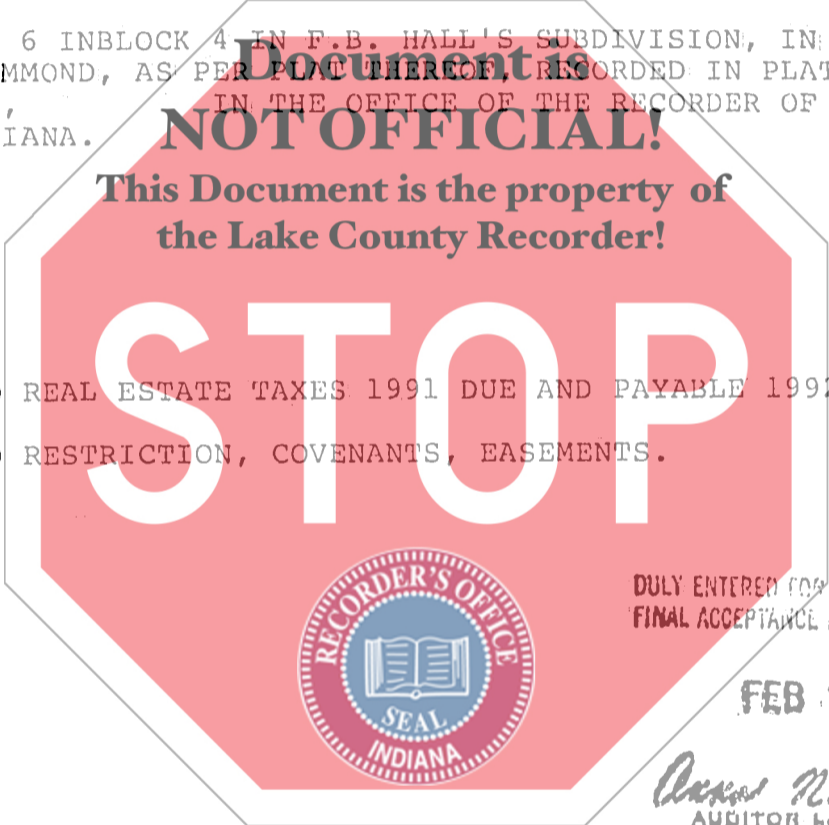 6 INBLOCK 4 IN F.B. HALL'S SUBDIVISION, IN
MMOND, AS PER PLAT THEREOF, RECORDED IN PLAT
, IN THE OFFICE OF THE RECORDER OF
IANA.
Document is
NOT OFFICIAL!
This Document is the property of
the Lake County Recorder!
STOP
REAL ESTATE TAXES 1991 DUE AND PAYABLE 1992
RESTRICTION, COVENANTS, EASEMENTS.
DULY ENTERED FOR
FINAL ACCEPTANCE
RECORDER'S OFFICE
SEAL
INDIANA
FEB
N.
AUDITOR